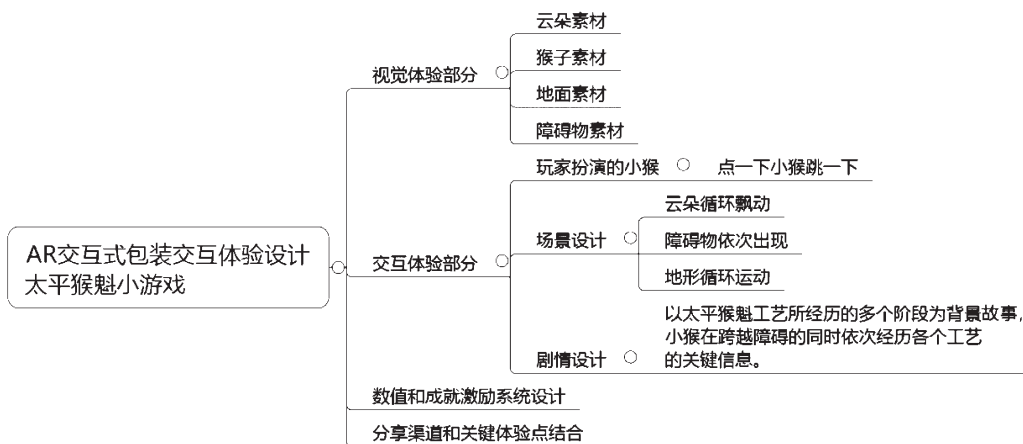 云朵素材
猴子素材
视觉体验部分
地面素材
障碍物素材
玩家扮演的小猴
点一下小猴跳一下
云朵循环飘动
场景设计
障碍物依次出现
AR交互式包装交互体验设计
太平猴魁小游戏
交互体验部分
地形循环运动
以太平猴魁工艺所经历的多个阶段为背景故事,
小猴在跨越障碍的同时依次经历各个工艺
的关键信息。
剧情设计
数值和成就激励系统设计
分享渠道和关键体验点结合